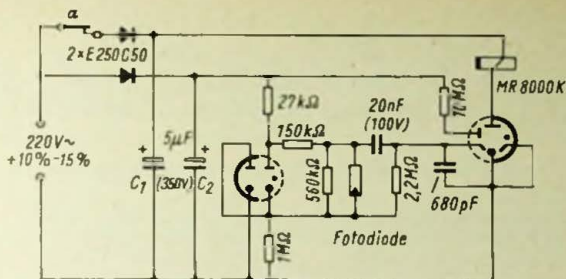 a
2×E250C50
MR8000K
220V~
+10%-15%
5µF
(350V)
C₁
C₂
27kΩ
150kΩ
20nF
(100V)
10MΩ
560kΩ
2,2MΩ
680pF
1MΩ
Fotodiode